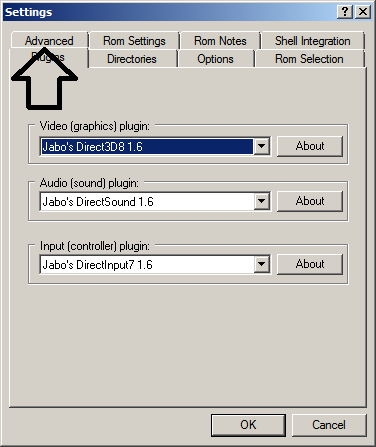 Settings
Advanced Rom Settings Rom Notes Shell Integration
Plugins Directories Options Rom Selection
Video (graphics) plugin:
Jabo's Direct3D8 1.6 About
Audio (sound) plugin:
Jabo's DirectSound 1.6 About
Input (controller) plugin:
Jabo's DirectInput7 1.6 About
OK Cancel